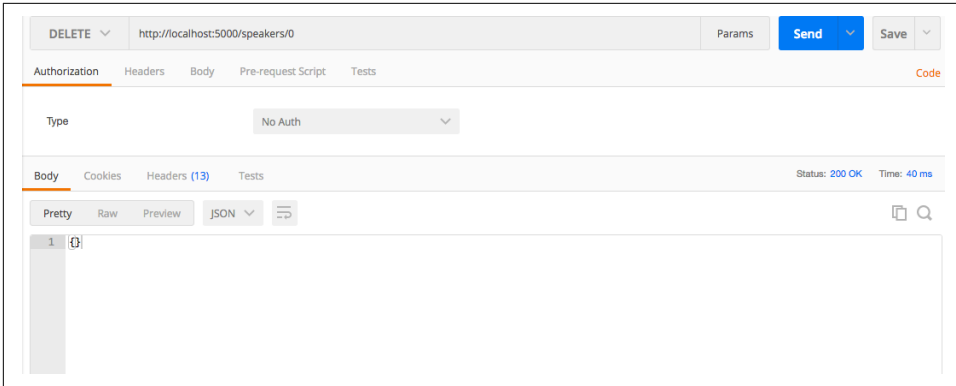 DELETE http://localhost:5000/speakers/0 Params Send Save
Authorization Headers Body Pre-request Script Tests Code
Type No Auth
Body Cookies Headers (13) Tests Status: 200 OK Time: 40 ms
Pretty Raw Preview JSON
1 {}